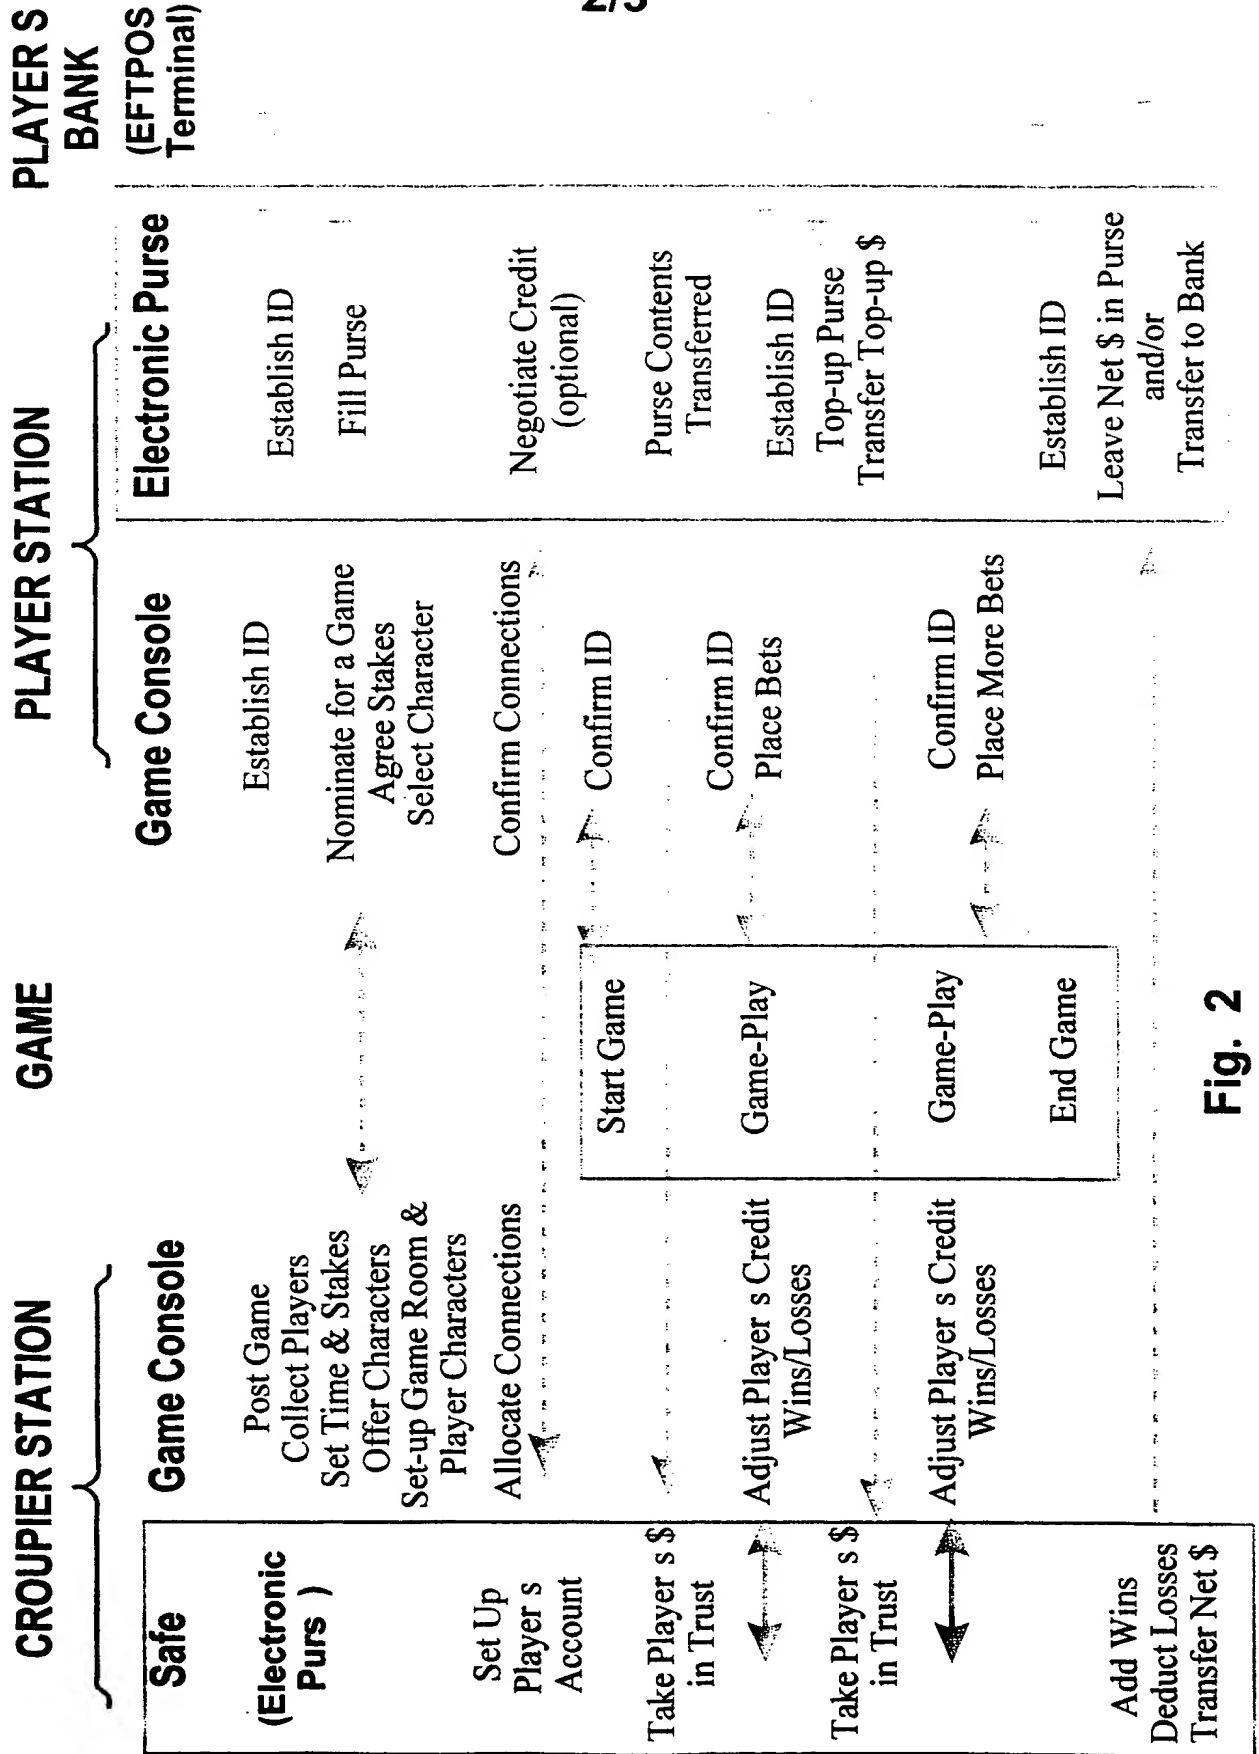 2/3
CROUPIER STATION
GAME
PLAYER STATION
PLAYER S
BANK
Safe
Game Console
Game Console
Electronic Purse
(EFTPOS
Terminal)
(Electronic
Purs )
Post Game
Collect Players
Set Time & Stakes
Offer Characters
Set-up Game Room &
Player Characters
Establish ID
Establish ID
Nominate for a Game
Agree Stakes
Select Character
Fill Purse
Set Up
Player s
Account
Allocate Connections
Confirm Connections
Negotiate Credit
(optional)
Start Game
Confirm ID
Take Player s $
in Trust
Purse Contents
Transferred
Adjust Player s Credit
Wins/Losses
Game-Play
Confirm ID
Place Bets
Establish ID
Top-up Purse
Transfer Top-up $
Take Player s $
in Trust
Adjust Player s Credit
Wins/Losses
Game-Play
Confirm ID
Place More Bets
End Game
Establish ID
Add Wins
Deduct Losses
Transfer Net $
Leave Net $ in Purse
and/or
Transfer to Bank
Fig. 2